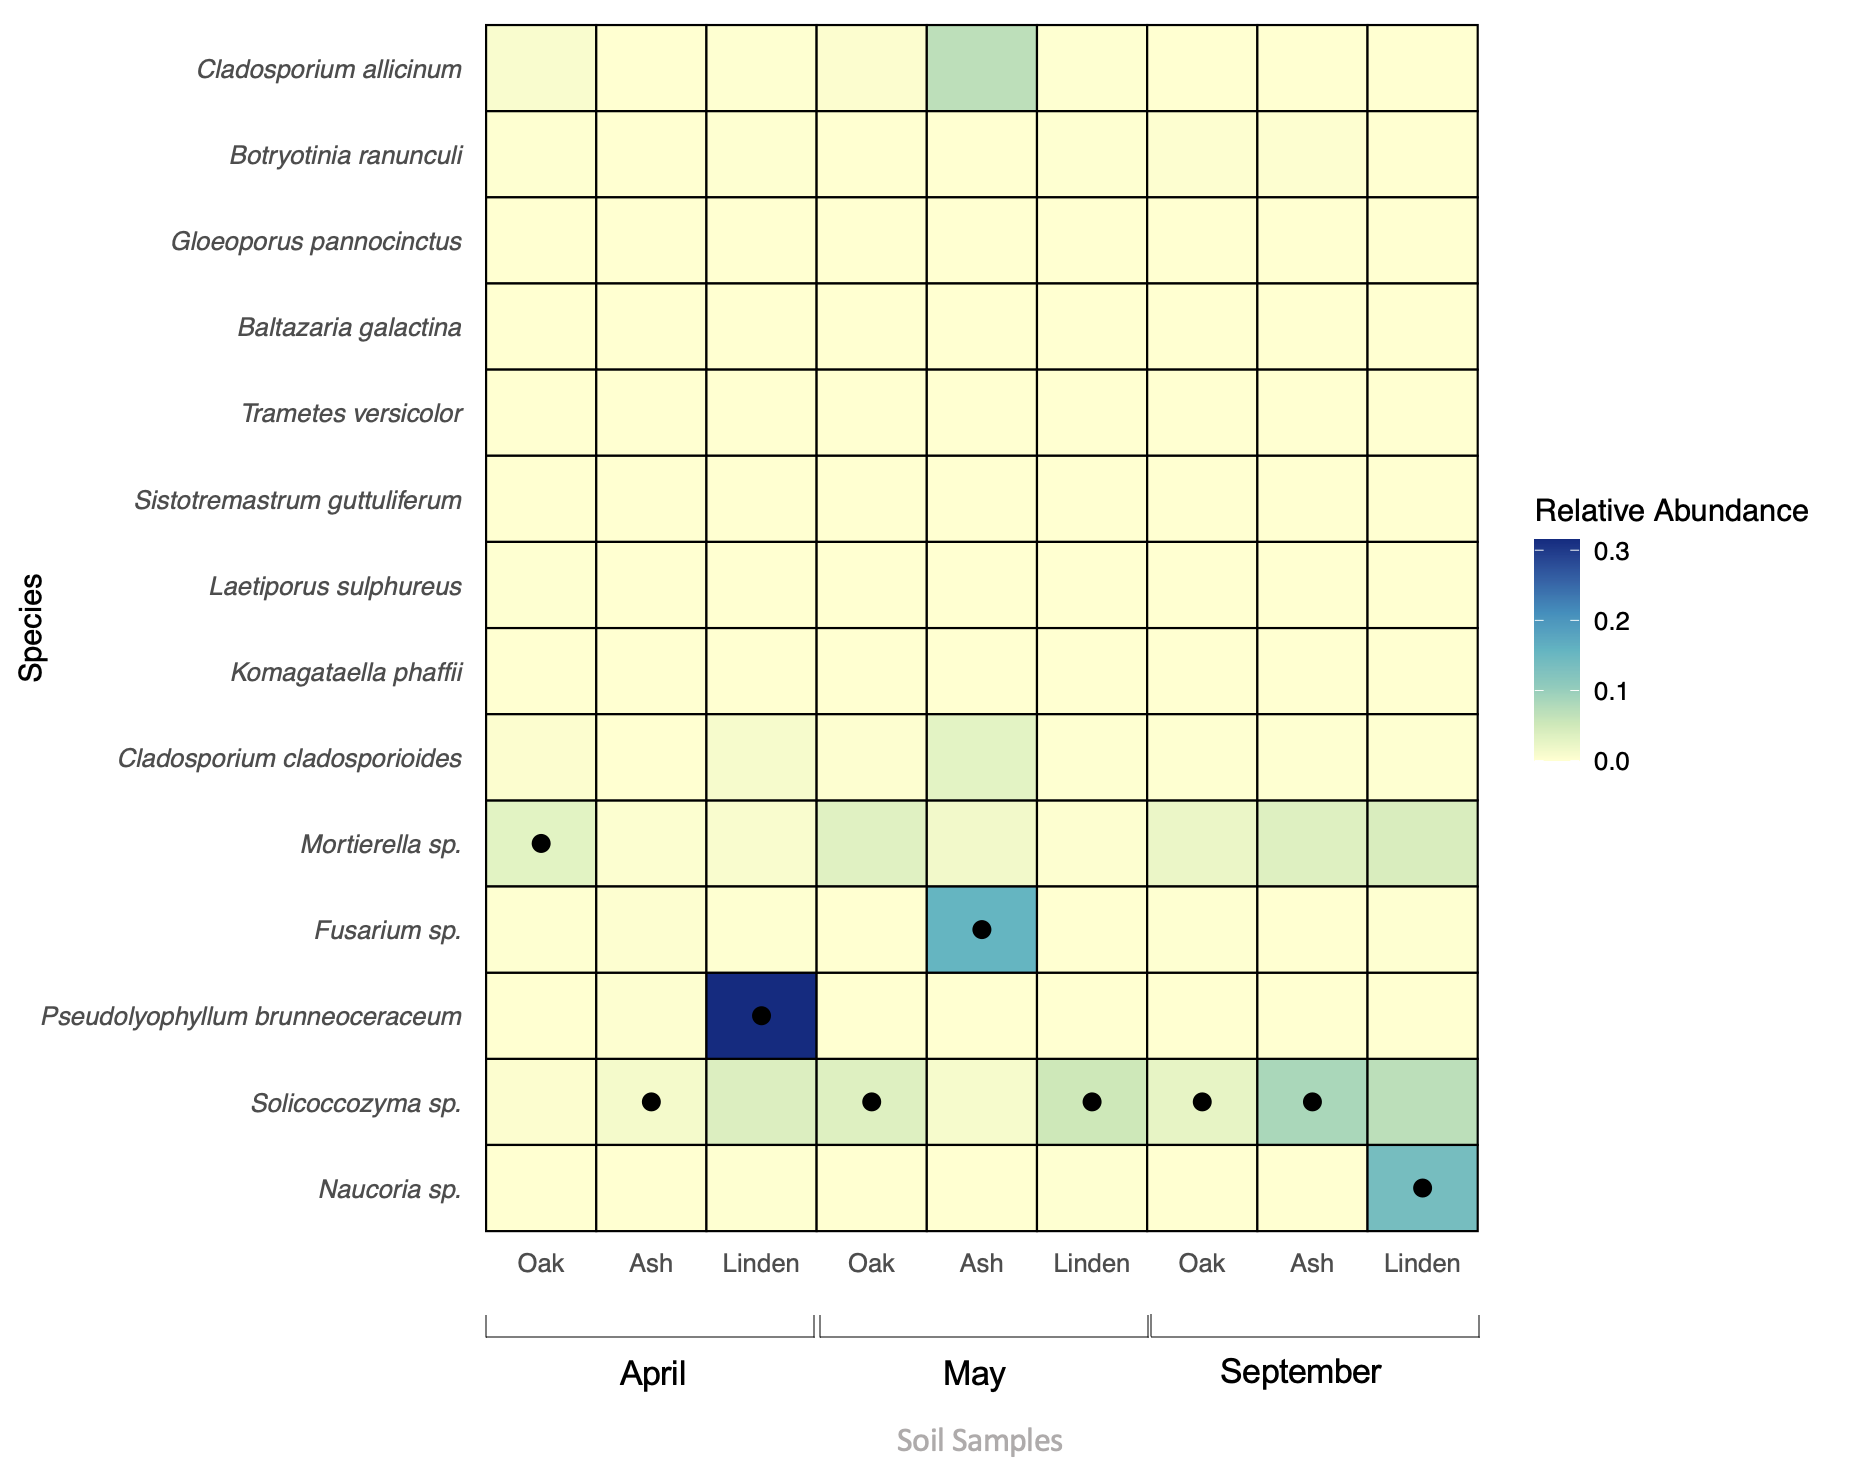 Cladosporium allicinum
Botryotinia ranunculi
Gloeoporus pannocinctus
Baltazaria galactina
Trametes versicolor
Sistotremastrum guttuliferum
Laetiporus sulphureus
Komagataella phaffii
Cladosporium cladosporioides
Mortierella sp.
Fusarium sp.
Pseudolyophyllum brunneoceraceum
Solicoccozyma sp.
Naucoria sp.
Species
Oak Ash Linden Oak Ash Linden Oak Ash Linden
April May September
Soil Samples
Relative Abundance
0.3
0.2
0.1
0.0